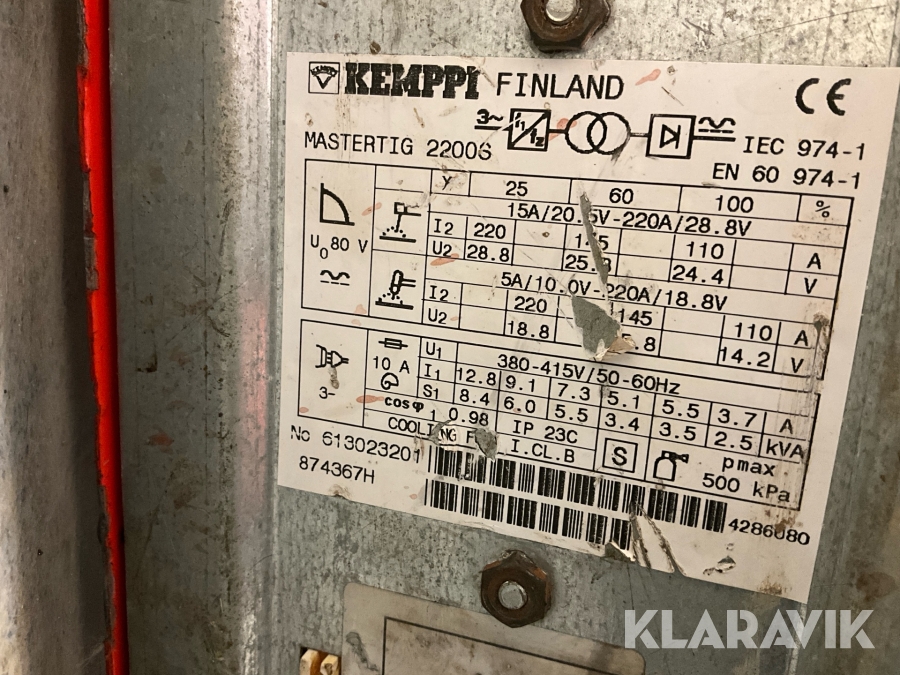 KEMPPI FINLAND CE
3~
MASTERTIG 2200S IEC 974-1
EN 60 974-1
25 60 100 %
15A/20.5V-220A/28.8V
U0 80 V
I2 220 110 A
U2 28.8 24.4 V
5A/10.0V-220A/18.8V
I2 220 145 110 A
U2 18.8 14.2 V
U1 380-415V/50-60Hz
10 A I1 12.8 9.1 7.3 5.1 5.5 3.7 A
3~ S1 8.4 6.0 5.5 3.4 3.5 2.5 kVA
cosφ 0.98 IP 23C
COOLING I.CL.B S pmax
500 kPa
No 613023201
874367H
4286080
KLARAVIK